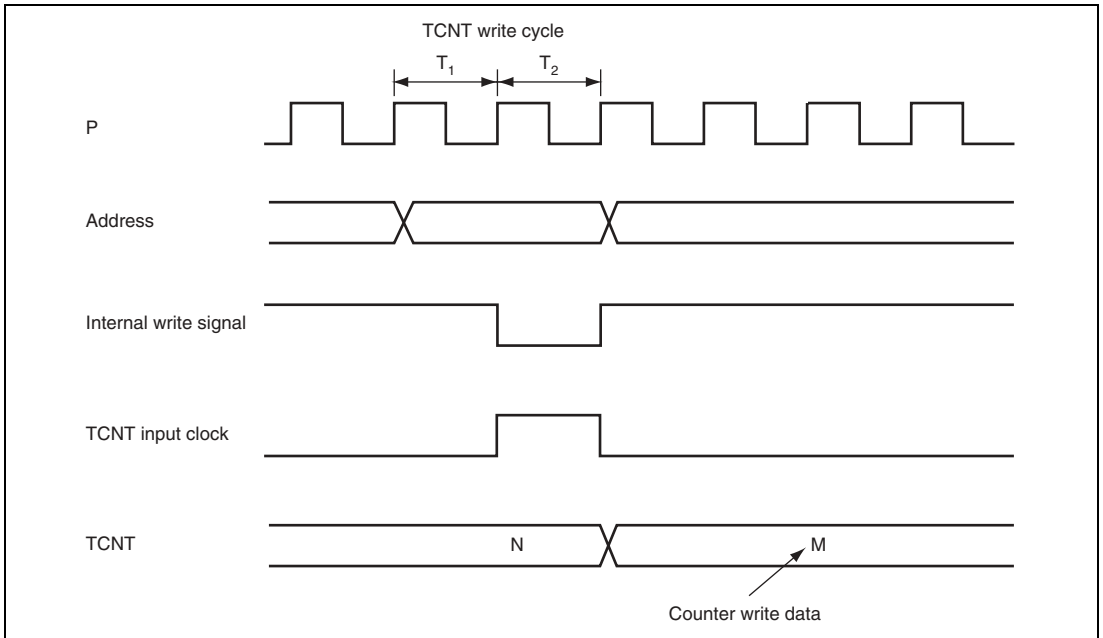 TCNT write cycle
T1 T2
P
Address
Internal write signal
TCNT input clock
TCNT N M
Counter write data